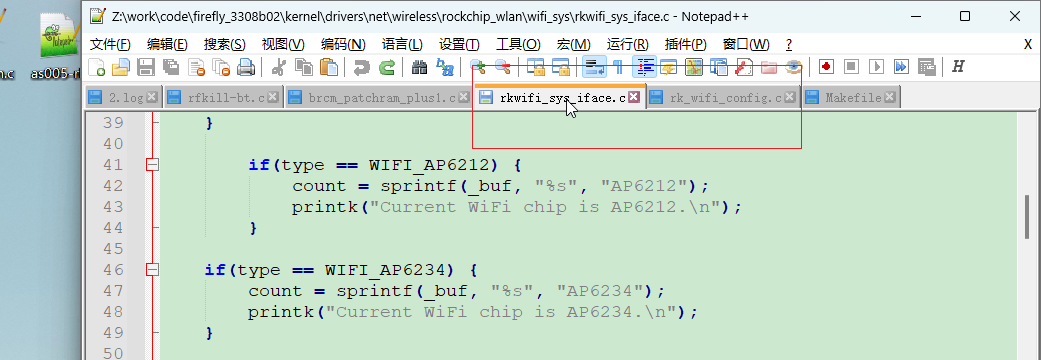 Z:\work\code\firefly_3308b02\kernel\drivers\net\wireless\rockchip_wlan\wifi_sys\rkwifi_sys_iface.c - Notepad++
文件(F) 编辑(E) 搜索(S) 视图(V) 编码(N) 语言(L) 设置(T) 工具(O) 宏(M) 运行(R) 插件(P) 窗口(W) ? X
2.log rfkill-bt.c brcm_patchram_plus1.c rkwifi_sys_iface.c rk_wifi_config.c Makefile
39 }
40
41 if(type == WIFI_AP6212) {
42 count = sprintf(_buf, "%s", "AP6212");
43 printk("Current WiFi chip is AP6212.\n");
44 }
45
46 if(type == WIFI_AP6234) {
47 count = sprintf(_buf, "%s", "AP6234");
48 printk("Current WiFi chip is AP6234.\n");
49 }
50